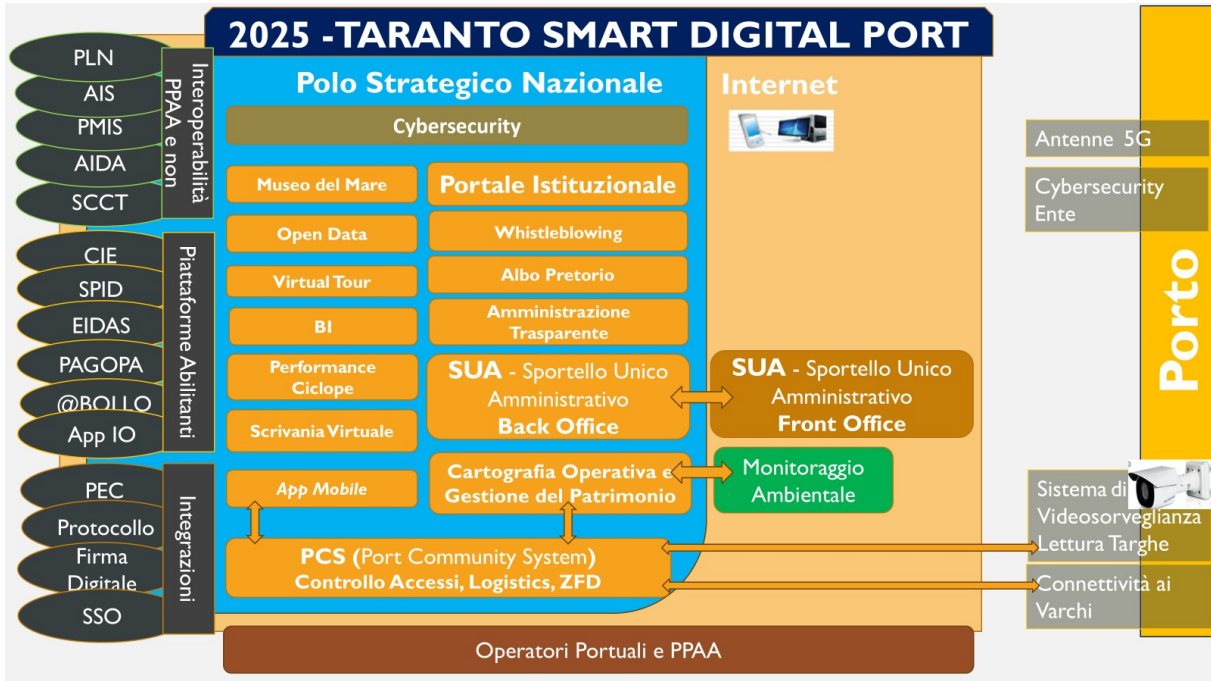 2025 -TARANTO SMART DIGITAL PORT
PLN
AIS
PMIS
AIDA
SCCT
Interoperabilità
PPAA e non
CIE
SPID
EIDAS
PAGOPA
@BOLLO
App IO
Piattaforme Abilitanti
PEC
Protocollo
Firma
Digitale
SSO
Integrazioni
Polo Strategico Nazionale
Cybersecurity
Museo del Mare
Open Data
Virtual Tour
BI
Performance
Ciclope
Scrivania Virtuale
App Mobile
Portale Istituzionale
Whistleblowing
Albo Pretorio
Amministrazione
Trasparente
SUA - Sportello Unico
Amministrativo
Back Office
Cartografia Operativa e
Gestione del Patrimonio
PCS (Port Community System)
Controllo Accessi, Logistics, ZFD
Internet
SUA - Sportello Unico
Amministrativo
Front Office
Monitoraggio
Ambientale
Operatori Portuali e PPAA
Antenne 5G
Cybersecurity
Ente
Sistema di
Videosorveglianza
Lettura Targhe
Connettività ai
Varchi
Porto